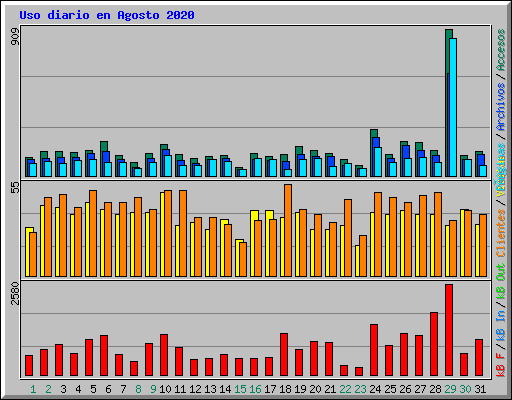 Uso diario en Agosto 2020
909
55
2580
1 2 3 4 5 6 7 8 9 10 11 12 13 14 15 16 17 18 19 20 21 22 23 24 25 26 27 28 29 30 31
kB F / kB In / kB Out
Clientes /
/ Archivos / Accesos